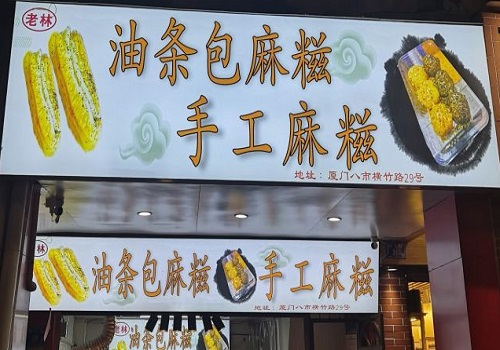 老林
油条包麻糍
手工麻糍
地址：厦门八市横竹路29号
林
油条包麻糍 手工麻糍
地址：厦门八市横竹路29号
老林
油条包麻糍